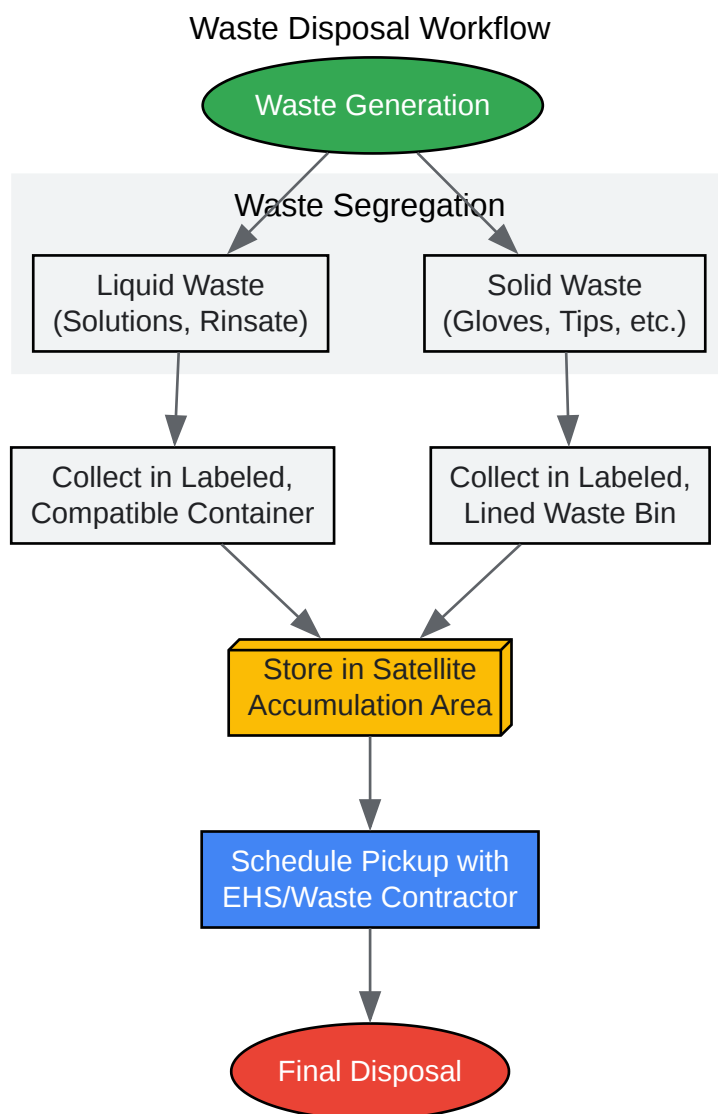 Waste Disposal Workflow
Waste Generation
Waste Segregation
Liquid Waste
(Solutions, Rinsate)
Solid Waste
(Gloves, Tips, etc.)
Collect in Labeled,
Compatible Container
Collect in Labeled,
Lined Waste Bin
Store in Satellite
Accumulation Area
Schedule Pickup with
EHS/Waste Contractor
Final Disposal